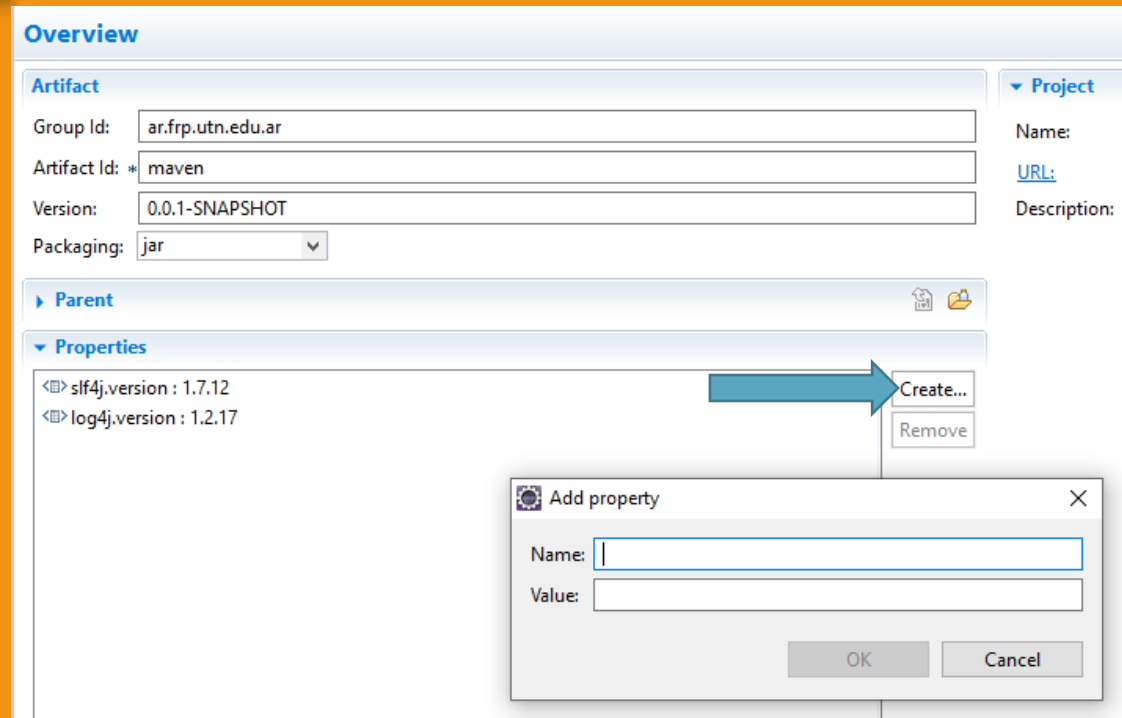 Overview
Artifact
Group Id: ar.frp.utn.edu.ar
Artifact Id: * maven
Version: 0.0.1-SNAPSHOT
Packaging: jar
Parent
Properties
slf4j.version : 1.7.12
log4j.version : 1.2.17
Create...
Remove
Project
Name:
URL:
Description:
Add property
Name:
Value:
OK Cancel